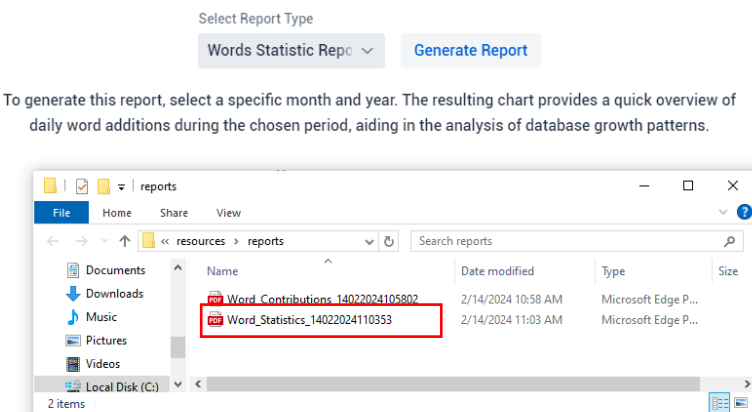 Select Report Type
Words Statistic Repo
Generate Report
To generate this report, select a specific month and year. The resulting chart provides a quick overview of
daily word additions during the chosen period, aiding in the analysis of database growth patterns.
reports
File Home Share View
« resources > reports
Search reports
Name Date modified Type Size
Documents
Downloads
Music
Pictures
Videos
Local Disk (C:)
PDF Word_Contributions_14022024105802 2/14/2024 10:58 AM Microsoft Edge P...
PDF Word_Statistics_14022024110353 2/14/2024 11:03 AM Microsoft Edge P...
2 items